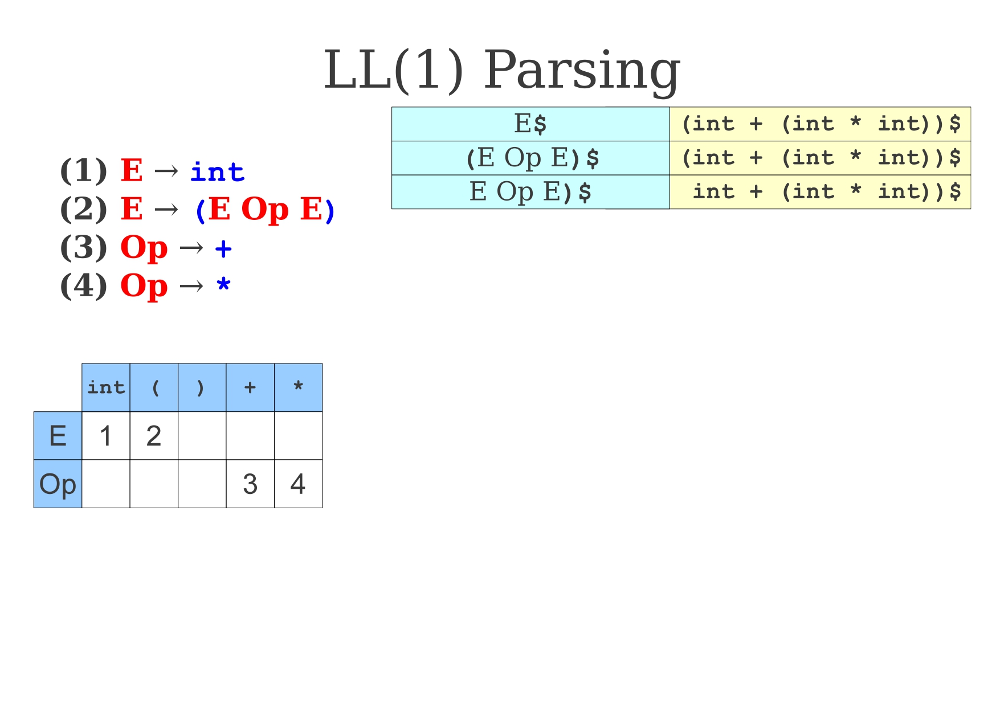 LL(1) Parsing
E$ (int + (int * int))$
(E Op E)$ (int + (int * int))$
E Op E)$ int + (int * int))$
(1) E → int
(2) E → (E Op E)
(3) Op → +
(4) Op → *
int ( ) + *
E 1 2
Op 3 4